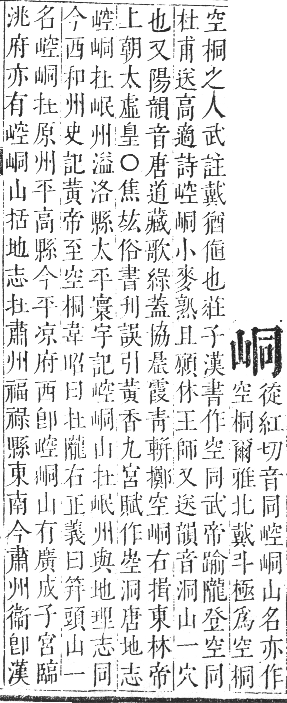 峒
從紅切音同崆峒山名亦作
空桐爾雅北戴斗極爲空桐
空桐之人武註戴猶値也莊子漢書作空同武帝踰隴登空同
杜甫送高適詩崆峒小麥熟且願休王師又送韻音洞山一穴
也又陽韻音唐道藏歌綠蓋協晨霞青軿擲空峒右指東林帝
上朝太虛皇○焦竑俗書刊誤引黃香九宮賦作洞唐地志
崆峒在岷州溢洛縣大平寰宇記崆峒山在岷州與地理志同
今西和州史記黃帝至空桐韋昭曰在隴右正義曰笄頭山一
名崆峒在原州平高縣今平凉府西卽崆峒山有廣成子宮臨
洮府亦有崆峒山括地志在肅州福祿縣東南今肅州衞卽漢